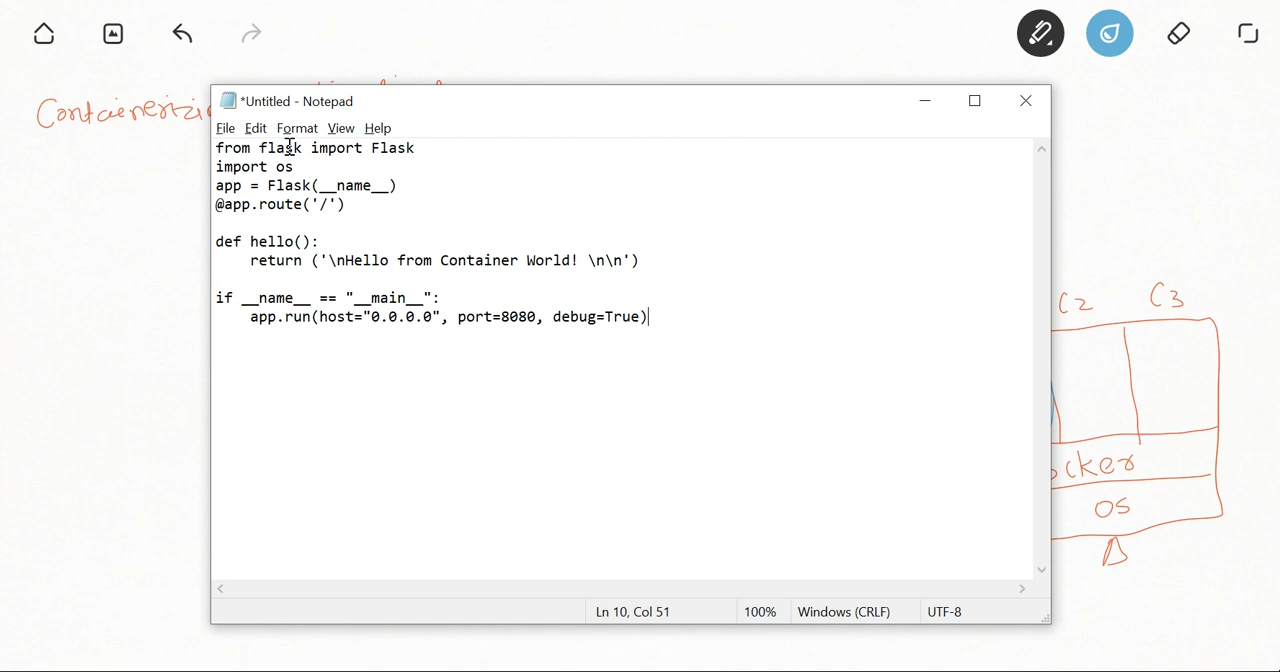 Containerizi
*Untitled - Notepad
File Edit Format View Help
from flask import Flask
import os
app = Flask(__name__)
@app.route('/')
def hello():
    return ('\nHello from Container World! \n\n')
if __name__ == "__main__":
    app.run(host="0.0.0.0", port=8080, debug=True)
C2 C3
ocker
OS
Ln 10, Col 51 100% Windows (CRLF) UTF-8